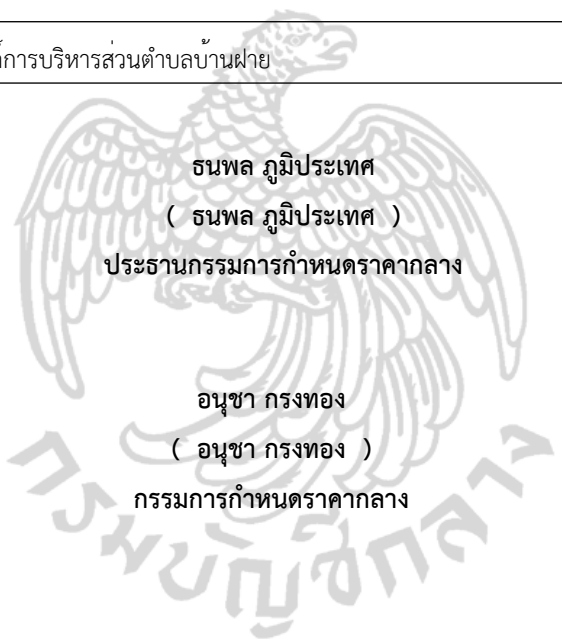 การบริหารส่วนตำบลบ้านฝาย
ธนพล ภูมิประเทศ
( ธนพล ภูมิประเทศ )
ประธานกรรมการกำหนดราคากลาง
อนุชา กรงทอง
( อนุชา กรงทอง )
กรรมการกำหนดราคากลาง
กรมบัญชีกลาง